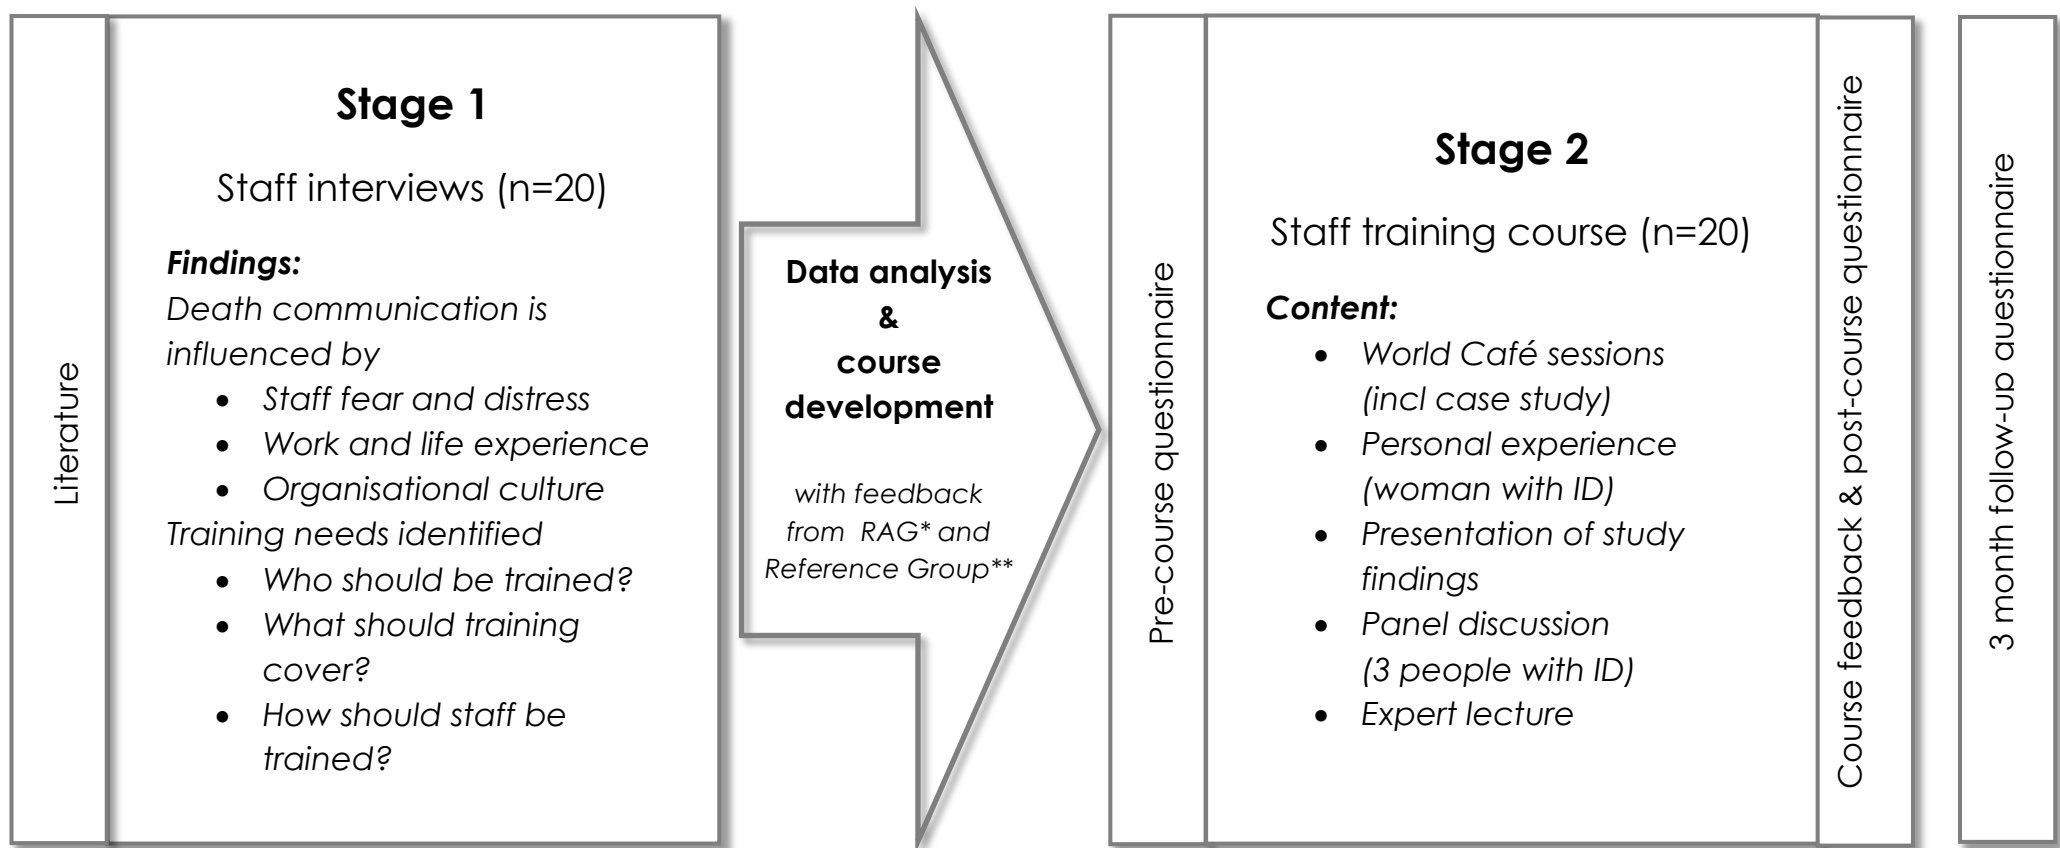 Literature
Stage 1
Staff interviews (n=20)
Findings:
Death communication is
influenced by
• Staff fear and distress
• Work and life experience
• Organisational culture
Training needs identified
• Who should be trained?
• What should training
cover?
• How should staff be
trained?
Data analysis
&
course
development
with feedback
from RAG* and
Reference Group**
Pre-course questionnaire
Stage 2
Staff training course (n=20)
Content:
• World Café sessions
(incl case study)
• Personal experience
(woman with ID)
• Presentation of study
findings
• Panel discussion
(3 people with ID)
• Expert lecture
Course feedback & post-course questionnaire
3 month follow-up questionnaire